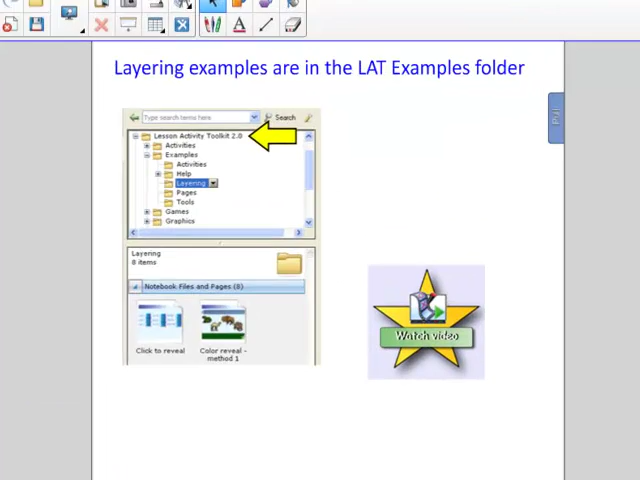 Layering examples are in the LAT Examples folder
Type search terms here
Search
Lesson Activity Toolkit 2.0
Activities
Examples
Activities
Help
Layering
Pages
Tools
Games
Graphics
Layering
8 items
Notebook Files and Pages (8)
Click to reveal
Color reveal -
method 1
Watch video
Pull